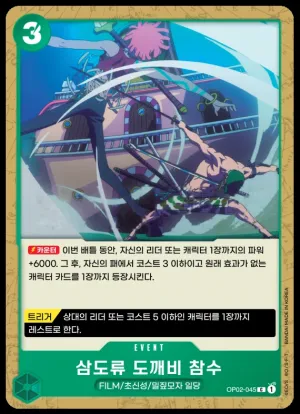 3
카운터 이번 배틀 동안, 자신의 리더 또는 캐릭터 1장까지의 파워
+6000. 그 후, 자신의 패에서 코스트 3 이하이고 원래 효과가 없는
캐릭터 카드를 1장까지 등장시킨다.
트리거 상대의 리더 또는 코스트 5 이하인 캐릭터를 1장까지
레스트로 한다.
EVENT
삼도류 도깨비 참수
FILM/초신성/밀짚모자 일당
OP02-045 C 1